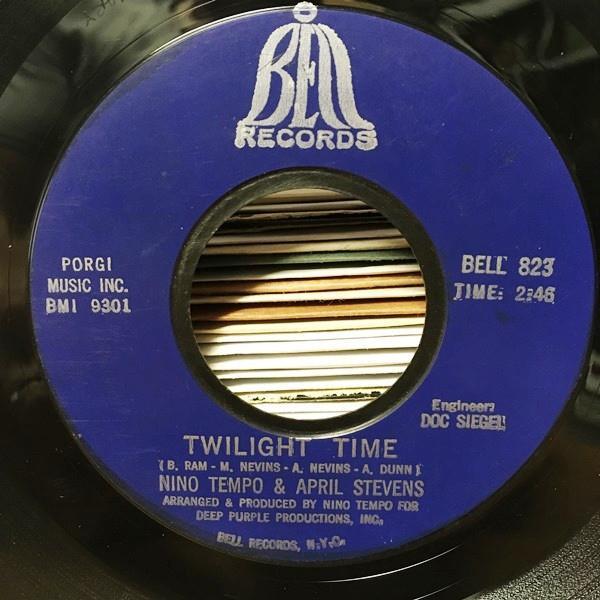 BELL
RECORDS
PORGI
MUSIC INC.
BMI 9301
BELL 823
TIME: 2:46
Engineer:
DOC SIEGEL
TWILIGHT TIME
(B. RAM - M. NEVINS - A. NEVINS - A. DUNN)
NINO TEMPO & APRIL STEVENS
ARRANGED & PRODUCED BY NINO TEMPO FOR
DEEP PURPLE PRODUCTIONS, INC.
BELL RECORDS, N.Y.C.